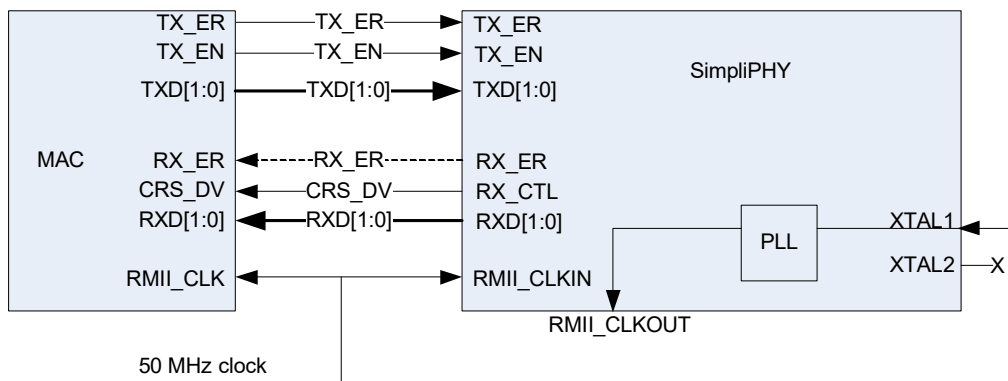 TX_ER TX_ER TX_ER
TX_EN TX_EN TX_EN
SimpliPHY
TXD[1:0] TXD[1:0] TXD[1:0]
MAC
RX_ER RX_ER RX_ER
CRS_DV CRS_DV RX_CTL
RXD[1:0] RXD[1:0] RXD[1:0]
PLL
XTAL1
XTAL2 X
RMII_CLK RMII_CLKIN
RMII_CLKOUT
50 MHz clock